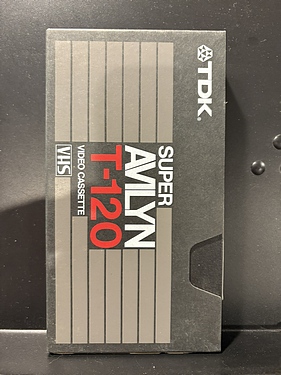 TDK.
SUPER
AVILYN
T-120
VIDEO CASSETTE
VHS